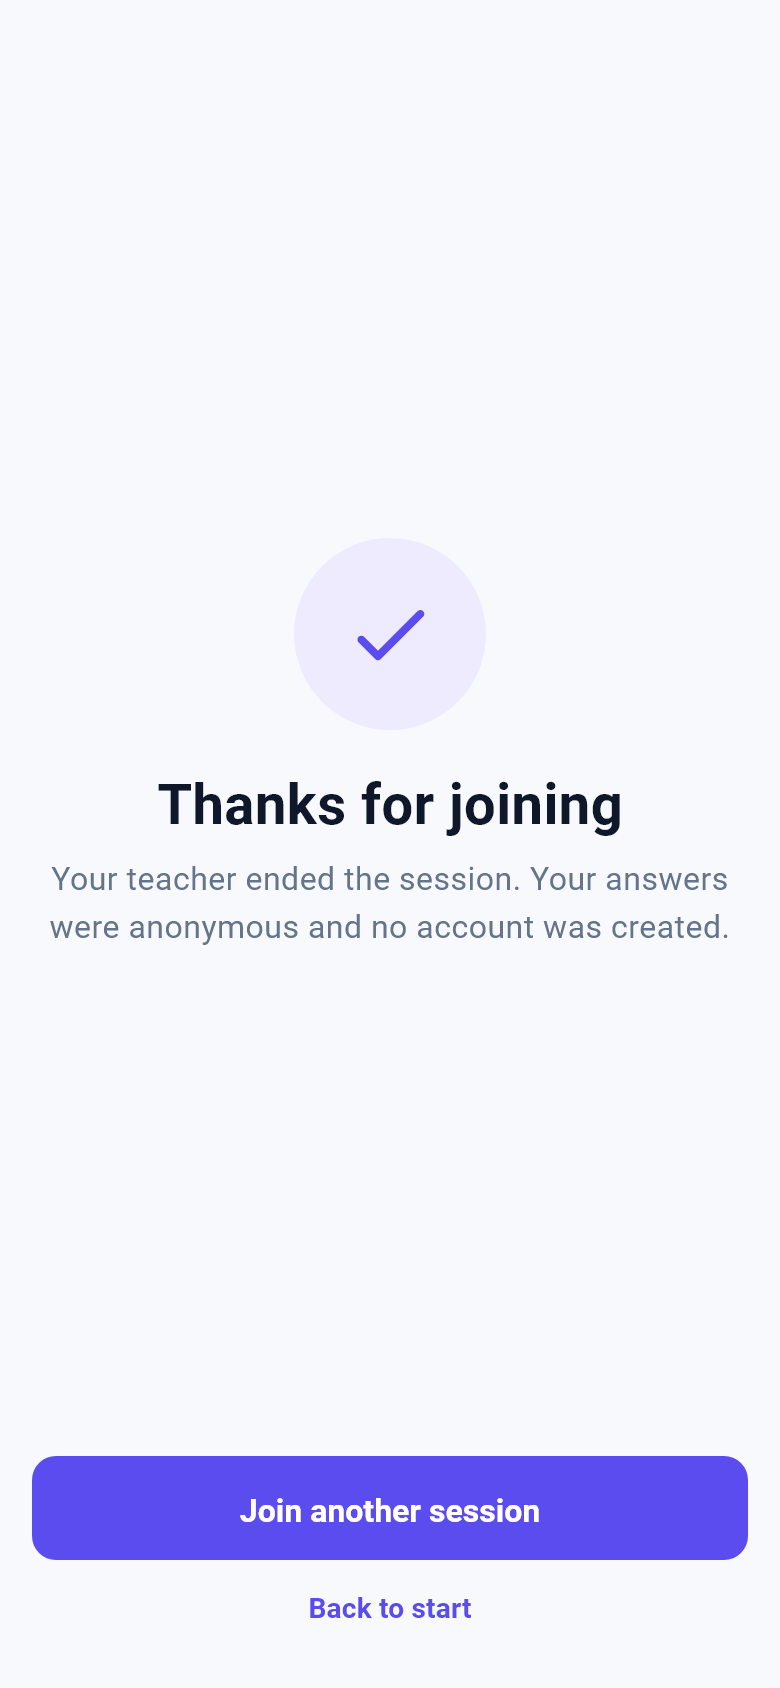 Thanks for joining
Your teacher ended the session. Your answers
were anonymous and no account was created.
Join another session
Back to start